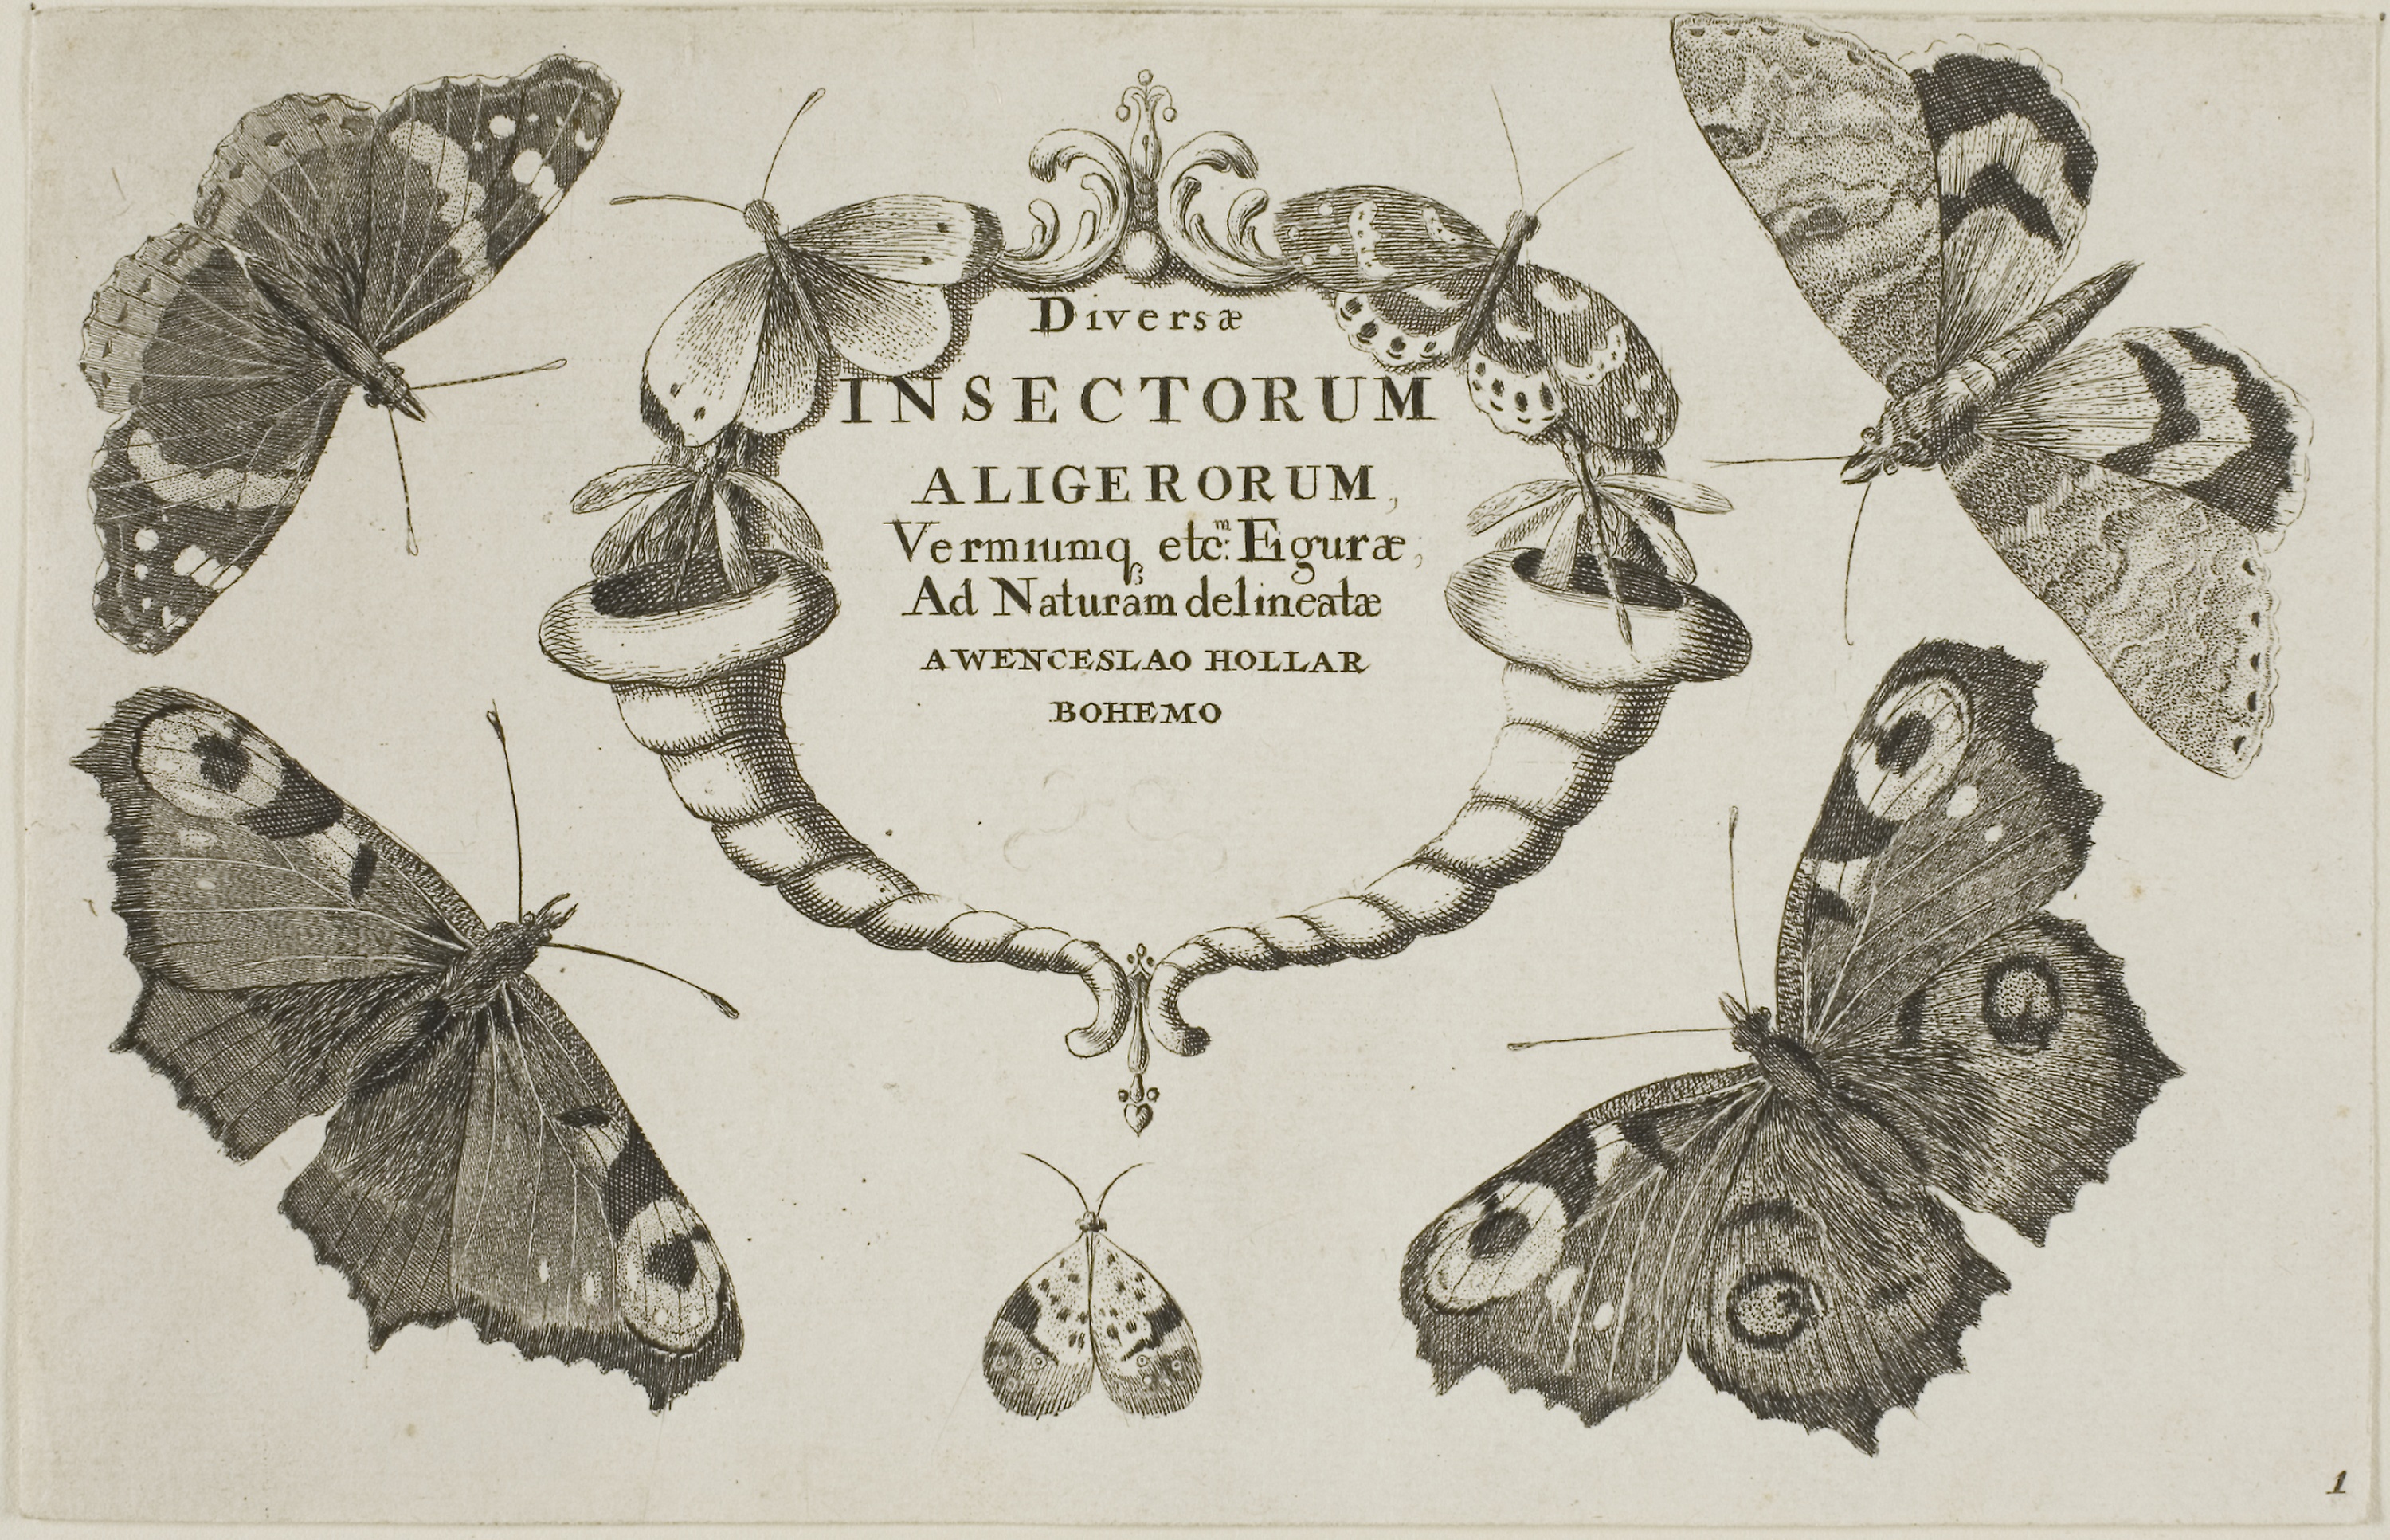 Diversæ
INSECTORUM
ALIGERORUM,
Vermiumq, etc:m Figuræ,
Ad Naturam delineatæ
A WENCESLAO HOLLAR
BOHEMO
1